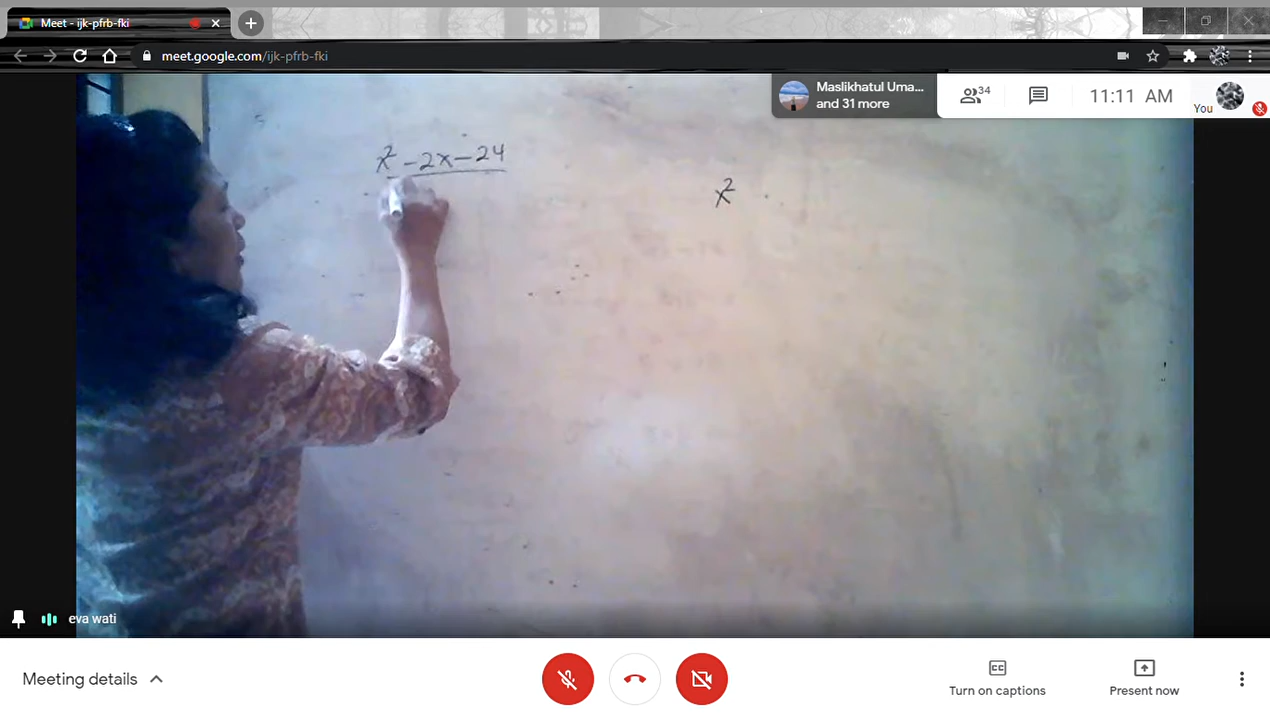 Meet - ijk-pfrb-fki
meet.google.com/ijk-pfrb-fki
Maslikhatul Uma...
and 31 more
34
11:11 AM
You
x² - 2x - 24
x²
eva wati
Meeting details
CC
Turn on captions
Present now